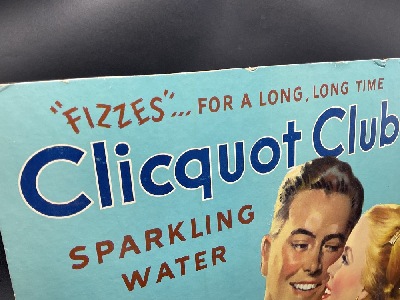 "FIZZES"... FOR A LONG, LONG TIME
Clicquot Club
SPARKLING
WATER